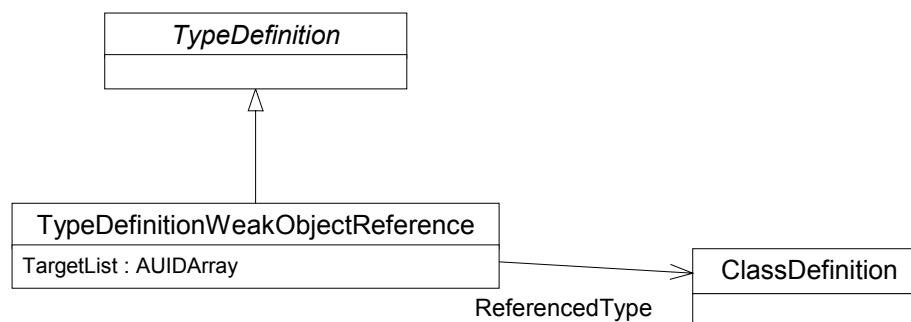 TypeDefinition
TypeDefinitionWeakObjectReference
TargetList : AUIDArray
ClassDefinition
ReferencedType